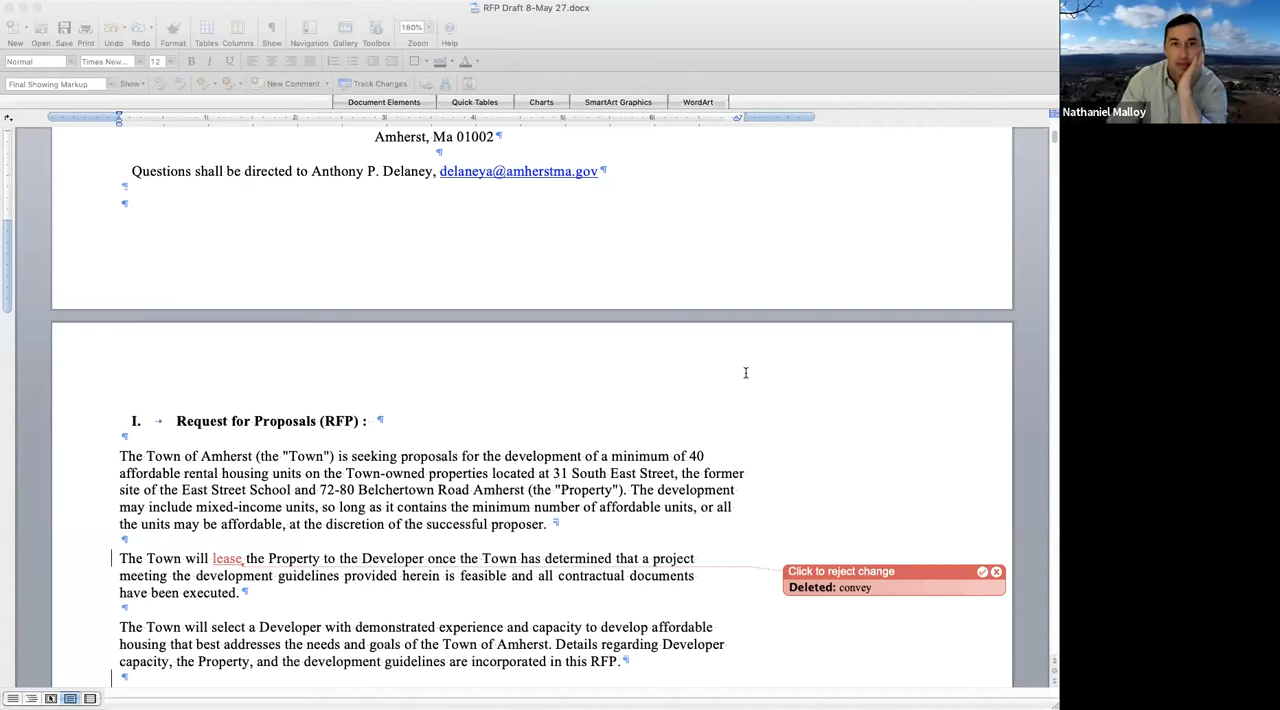 RFP Draft 8-May 27.docx
180%
New Open Save Print Undo Redo Format Tables Columns Show Navigation Gallery Toolbox Zoom Help
Normal Times New... 12 B I U
Final Showing Markup Show New Comment Track Changes
Document Elements Quick Tables Charts SmartArt Graphics WordArt
Nathaniel Malloy
Amherst, Ma 01002¶
¶
Questions shall be directed to Anthony P. Delaney, delaneya@amherstma.gov¶
¶
¶
I. → Request for Proposals (RFP) : ¶
¶
The Town of Amherst (the "Town") is seeking proposals for the development of a minimum of 40
affordable rental housing units on the Town-owned properties located at 31 South East Street, the former
site of the East Street School and 72-80 Belchertown Road Amherst (the "Property"). The development
may include mixed-income units, so long as it contains the minimum number of affordable units, or all
the units may be affordable, at the discretion of the successful proposer. ¶
¶
The Town will lease the Property to the Developer once the Town has determined that a project
meeting the development guidelines provided herein is feasible and all contractual documents
have been executed. ¶
Click to reject change
Deleted: convey
¶
The Town will select a Developer with demonstrated experience and capacity to develop affordable
housing that best addresses the needs and goals of the Town of Amherst. Details regarding Developer
capacity, the Property, and the development guidelines are incorporated in this RFP. ¶
¶